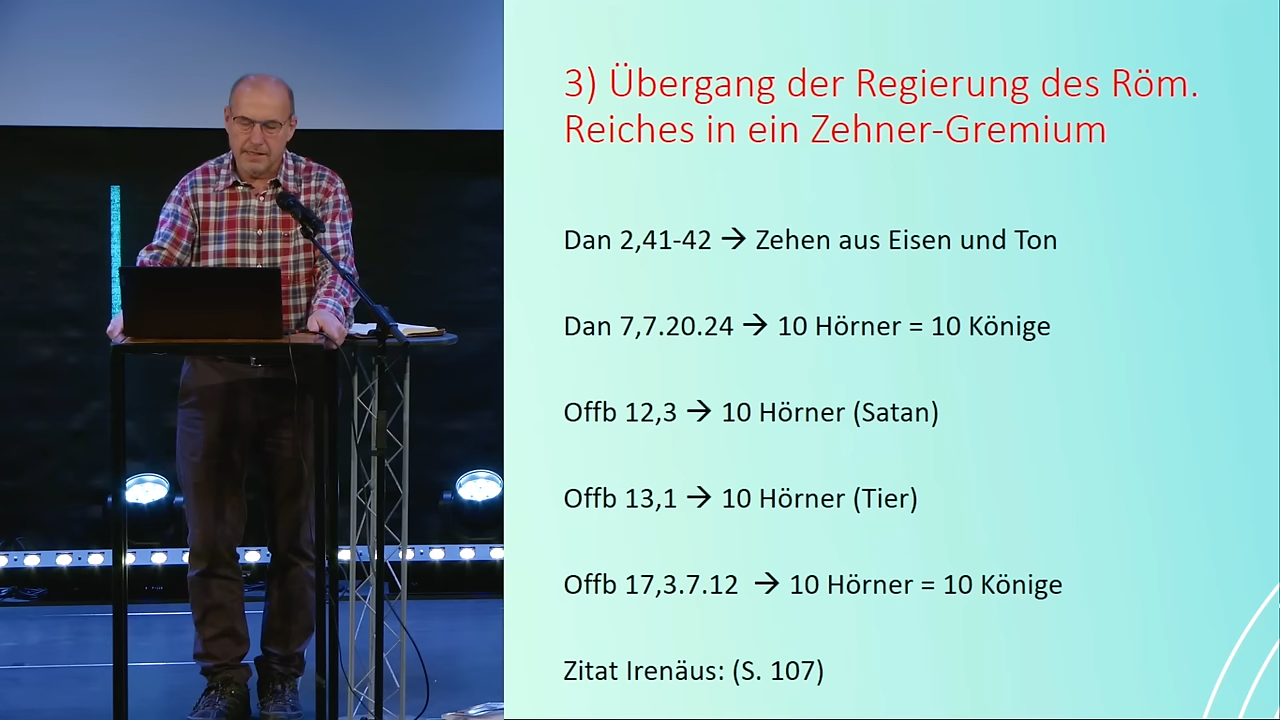 3) Übergang der Regierung des Röm.
Reiches in ein Zehner-Gremium
Dan 2,41-42 → Zehen aus Eisen und Ton
Dan 7,7.20.24 → 10 Hörner = 10 Könige
Offb 12,3 → 10 Hörner (Satan)
Offb 13,1 → 10 Hörner (Tier)
Offb 17,3.7.12 → 10 Hörner = 10 Könige
Zitat Irenäus: (S. 107)